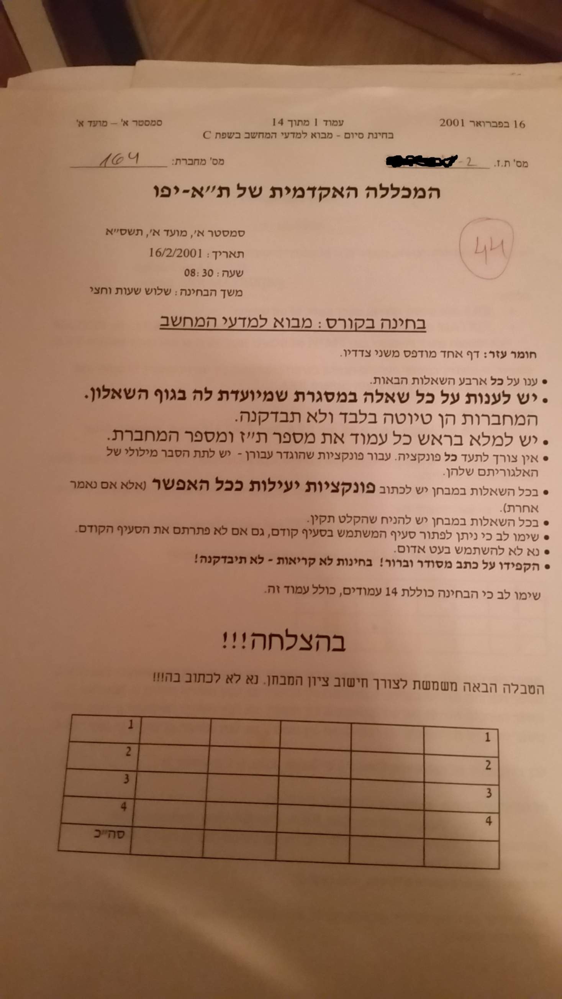 16 בפברואר 2001 עמוד 1 מתוך 14 סמסטר א' – מועד א'
בחינת סיום - מבוא למדעי המחשב בשפת C
מס' ת.ז. -2 מס' מחברת: 164
המכללה האקדמית של ת"א-יפו
44
סמסטר א', מועד א', תשס"א
תאריך: 16/2/2001
שעה: 08:30
משך הבחינה: שלוש שעות וחצי
בחינה בקורס: מבוא למדעי המחשב
חומר עזר: דף אחד מודפס משני צדדיו.
• ענו על כל ארבע השאלות הבאות.
• יש לענות על כל שאלה במסגרת שמיועדת לה בגוף השאלון.
המחברות הן טיוטה בלבד ולא תבדקנה.
• יש למלא בראש כל עמוד את מספר ת"ז ומספר המחברת.
• אין צורך לתעד כל פונקציה. עבור פונקציות שהוגדר עבורן - יש לתת הסבר מילולי של
האלגוריתם שלהן.
• בכל השאלות במבחן יש לכתוב פונקציות יעילות ככל האפשר (אלא אם נאמר
אחרת).
• בכל השאלות במבחן יש להניח שהקלט תקין.
• שימו לב כי ניתן לפתור סעיף המשתמש בסעיף קודם, גם אם לא פתרתם את הסעיף הקודם.
• נא לא להשתמש בעט אדום.
• הקפידו על כתב מסודר וברור! בחינות לא קריאות - לא תיבדקנה!
שימו לב כי הבחינה כוללת 14 עמודים, כולל עמוד זה.
בהצלחה!!!
הטבלה הבאה משמשת לצורך חישוב ציון המבחן. נא לא לכתוב בה!!!
1 1
2 2
3 3
4 4
סה"כ